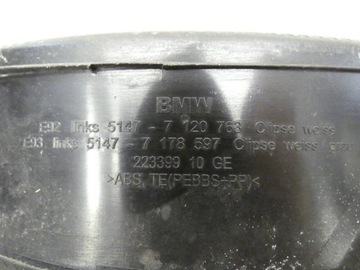 BMW
E92 links 5147 - 7 120 763 Clipse weiss
E93 links 5147 - 7 178 597 Clipse weiss
223399 10 GE
>ABS, TE(PEBBS+PP)<